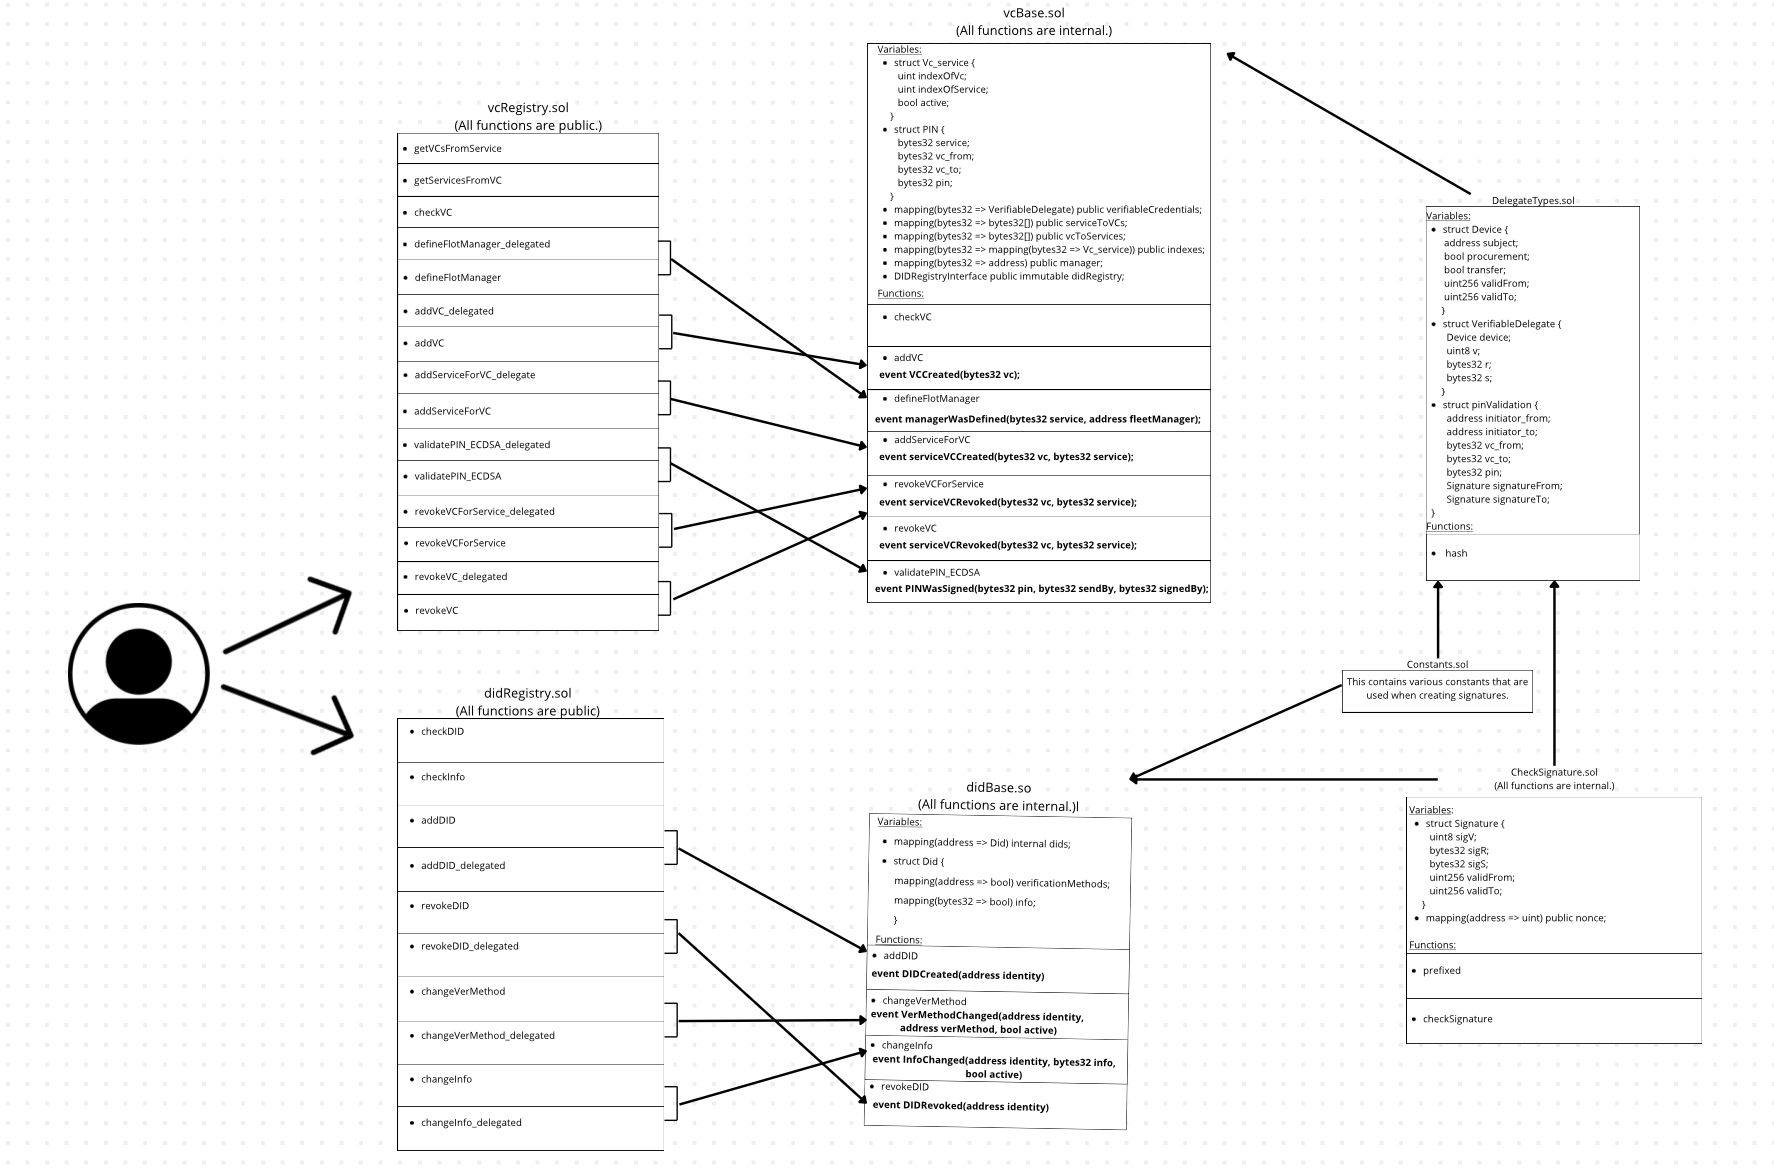 vcRegistry.sol
(All functions are public.)
getVCsFromService
getServicesFromVC
checkVC
defineFlotManager_delegated
defineFlotManager
addVC_delegated
addVC
addServiceForVC_delegate
addServiceForVC
validatePIN_ECDSA_delegated
validatePIN_ECDSA
revokeVCForService_delegated
revokeVCForService
revokeVC_delegated
revokeVC
didRegistry.sol
(All functions are public)
checkDID
checkInfo
addDID
addDID_delegated
revokeDID
revokeDID_delegated
changeVerMethod
changeVerMethod_delegated
changeInfo
changeInfo_delegated
vcBase.sol
(All functions are internal.)
Variables:
struct Vc_service {
uint indexOfVc;
uint indexOfService;
bool active;
}
struct PIN {
bytes32 service;
bytes32 vc_from;
bytes32 vc_to;
bytes32 pin;
}
mapping(bytes32 => VerifiableDelegate) public verifiableCredentials;
mapping(bytes32 => bytes32[]) public serviceToVCs;
mapping(bytes32 => bytes32[]) public vcToServices;
mapping(bytes32 => mapping(bytes32 => Vc_service)) public indexes;
mapping(bytes32 => address) public manager;
DIDRegistryInterface public immutable didRegistry;
Functions:
checkVC
addVC
event VCCreated(bytes32 vc);
defineFlotManager
event managerWasDefined(bytes32 service, address fleetManager);
addServiceForVC
event serviceVCCreated(bytes32 vc, bytes32 service);
revokeVCForService
event serviceVCRevoked(bytes32 vc, bytes32 service);
revokeVC
event serviceVCRevoked(bytes32 vc, bytes32 service);
validatePIN_ECDSA
event PINWasSigned(bytes32 pin, bytes32 sendBy, bytes32 signedBy);
didBase.so
(All functions are internal.)l
Variables:
mapping(address => Did) internal dids;
struct Did {
mapping(address => bool) verificationMethods;
mapping(bytes32 => bool) info;
}
Functions:
addDID
event DIDCreated(address identity)
changeVerMethod
event VerMethodChanged(address identity,
address verMethod, bool active)
changeInfo
event InfoChanged(address identity, bytes32 info,
bool active)
revokeDID
event DIDRevoked(address identity)
DelegateTypes.sol
Variables:
struct Device {
address subject;
bool procurement;
bool transfer;
uint256 validFrom;
uint256 validTo;
}
struct VerifiableDelegate {
Device device;
uint8 v;
bytes32 r;
bytes32 s;
}
struct pinValidation {
address initiator_from;
address initiator_to;
bytes32 vc_from;
bytes32 vc_to;
bytes32 pin;
Signature signatureFrom;
Signature signatureTo;
}
Functions:
hash
Constants.sol
This contains various constants that are
used when creating signatures.
CheckSignature.sol
(All functions are internal.)
Variables:
struct Signature {
uint8 sigV;
bytes32 sigR;
bytes32 sigS;
uint256 validFrom;
uint256 validTo;
}
mapping(address => uint) public nonce;
Functions:
prefixed
checkSignature